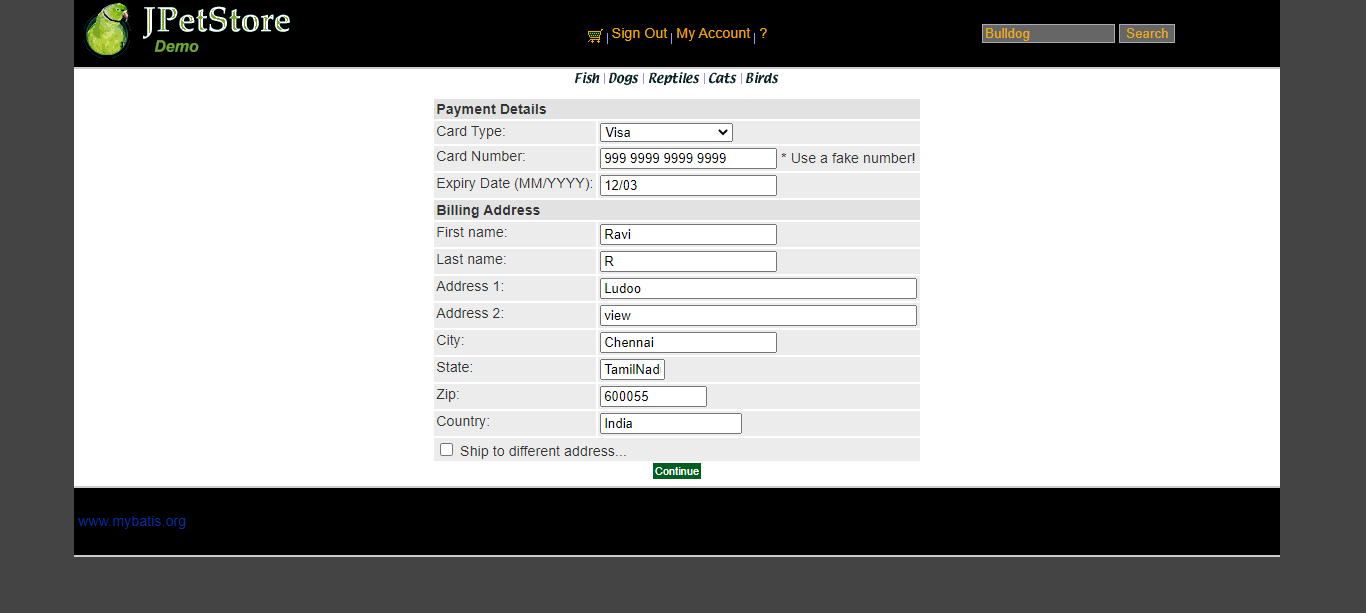 JPetStore
Demo
Sign Out | My Account | ?
Bulldog Search
Fish | Dogs | Reptiles | Cats | Birds
Payment Details
Card Type: Visa
Card Number: 999 9999 9999 9999 * Use a fake number!
Expiry Date (MM/YYYY): 12/03
Billing Address
First name: Ravi
Last name: R
Address 1: Ludoo
Address 2: view
City: Chennai
State: TamilNad
Zip: 600055
Country: India
Ship to different address...
Continue
www.mybatis.org